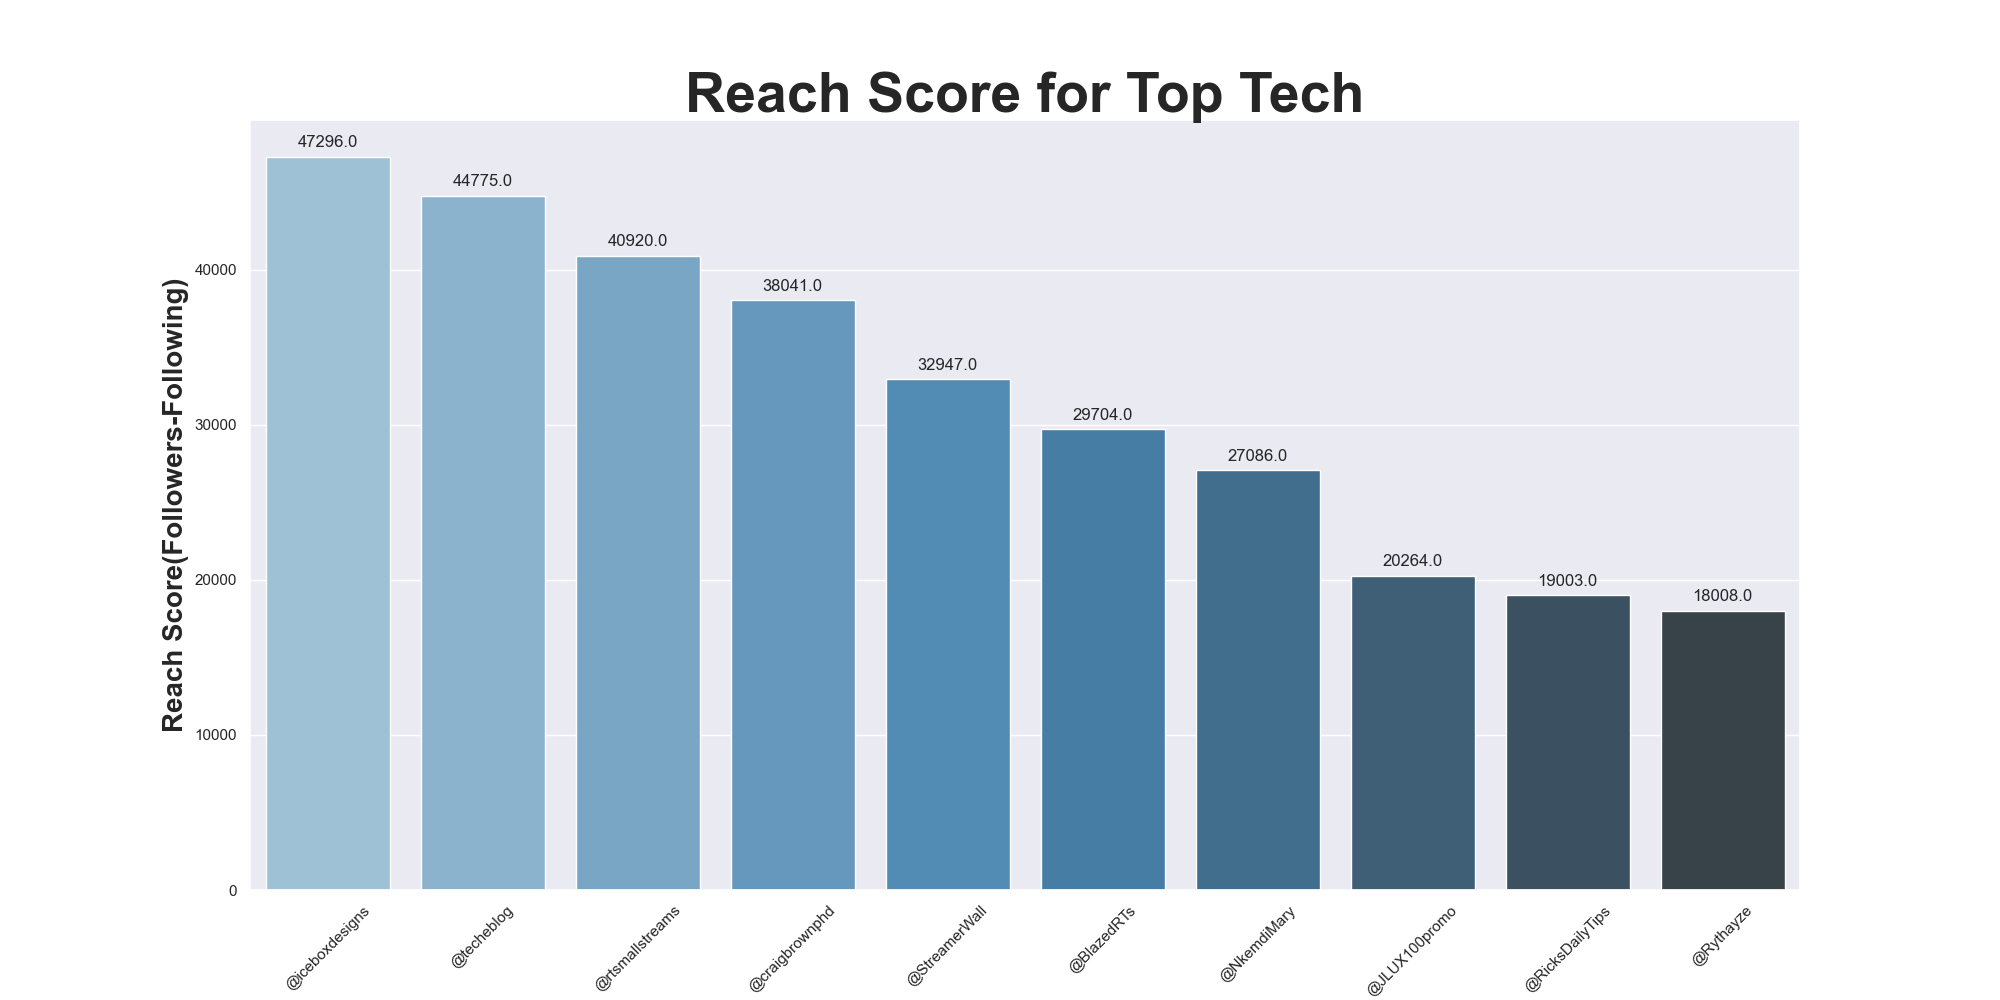 Reach Score for Top Tech
Reach Score(Followers-Following)
40000
30000
20000
10000
0
47296.0
44775.0
40920.0
38041.0
32947.0
29704.0
27086.0
20264.0
19003.0
18008.0
@iceboxdesigns
@techeblog
@rtsmallstreams
@craigbrownphd
@StreamerWall
@BlazedRTs
@NkemdiMary
@JLUX100promo
@RicksDailyTips
@Rythayze